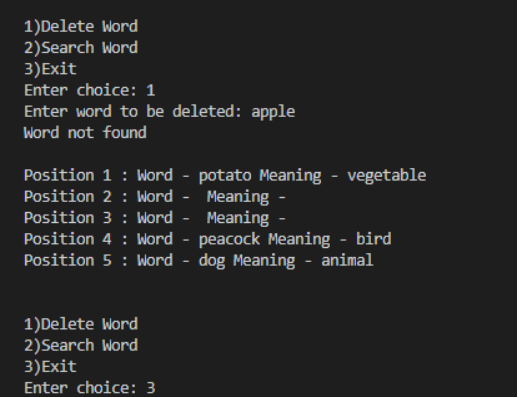 1)Delete Word
2)Search Word
3)Exit
Enter choice: 1
Enter word to be deleted: apple
Word not found
Position 1 : Word - potato Meaning - vegetable
Position 2 : Word -  Meaning -
Position 3 : Word -  Meaning -
Position 4 : Word - peacock Meaning - bird
Position 5 : Word - dog Meaning - animal
1)Delete Word
2)Search Word
3)Exit
Enter choice: 3